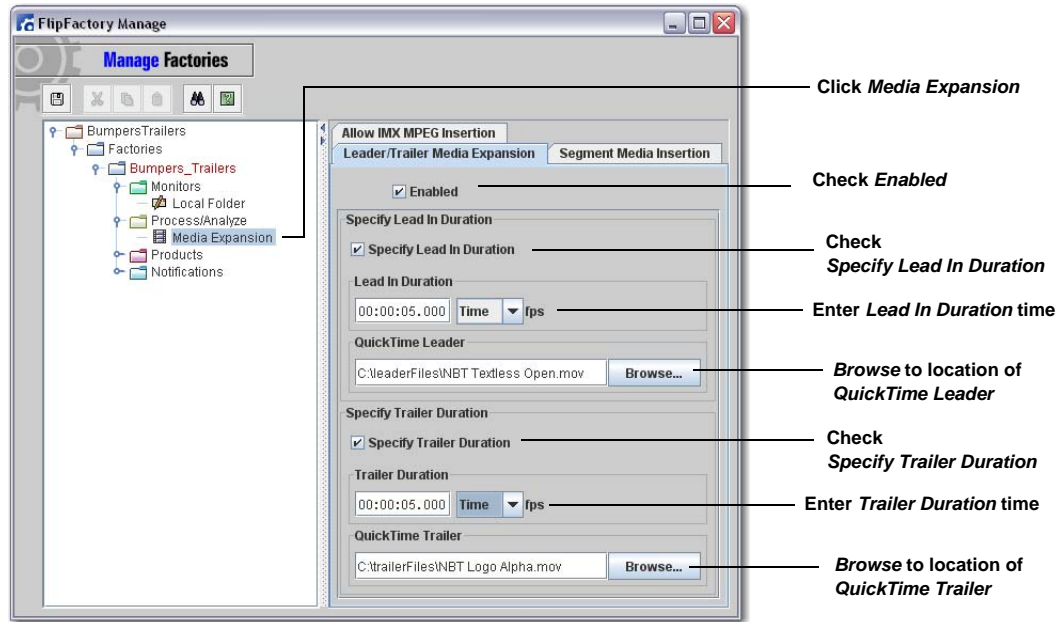 FlipFactory Manage
Manage Factories
BumpersTrailers
Factories
Bumpers_Trailers
Monitors
Local Folder
Process/Analyze
Media Expansion
Products
Notifications
Allow IMX MPEG Insertion
Leader/Trailer Media Expansion
Segment Media Insertion
Enabled
Specify Lead In Duration
Specify Lead In Duration
Lead In Duration
00:00:05.000 Time fps
QuickTime Leader
C:\leaderFiles\NBT Textless Open.mov Browse...
Specify Trailer Duration
Specify Trailer Duration
Trailer Duration
00:00:05.000 Time fps
QuickTime Trailer
C:\trailerFiles\NBT Logo Alpha.mov Browse...
Click Media Expansion
Check Enabled
Check
Specify Lead In Duration
Enter Lead In Duration time
Browse to location of
QuickTime Leader
Check
Specify Trailer Duration
Enter Trailer Duration time
Browse to location of
QuickTime Trailer